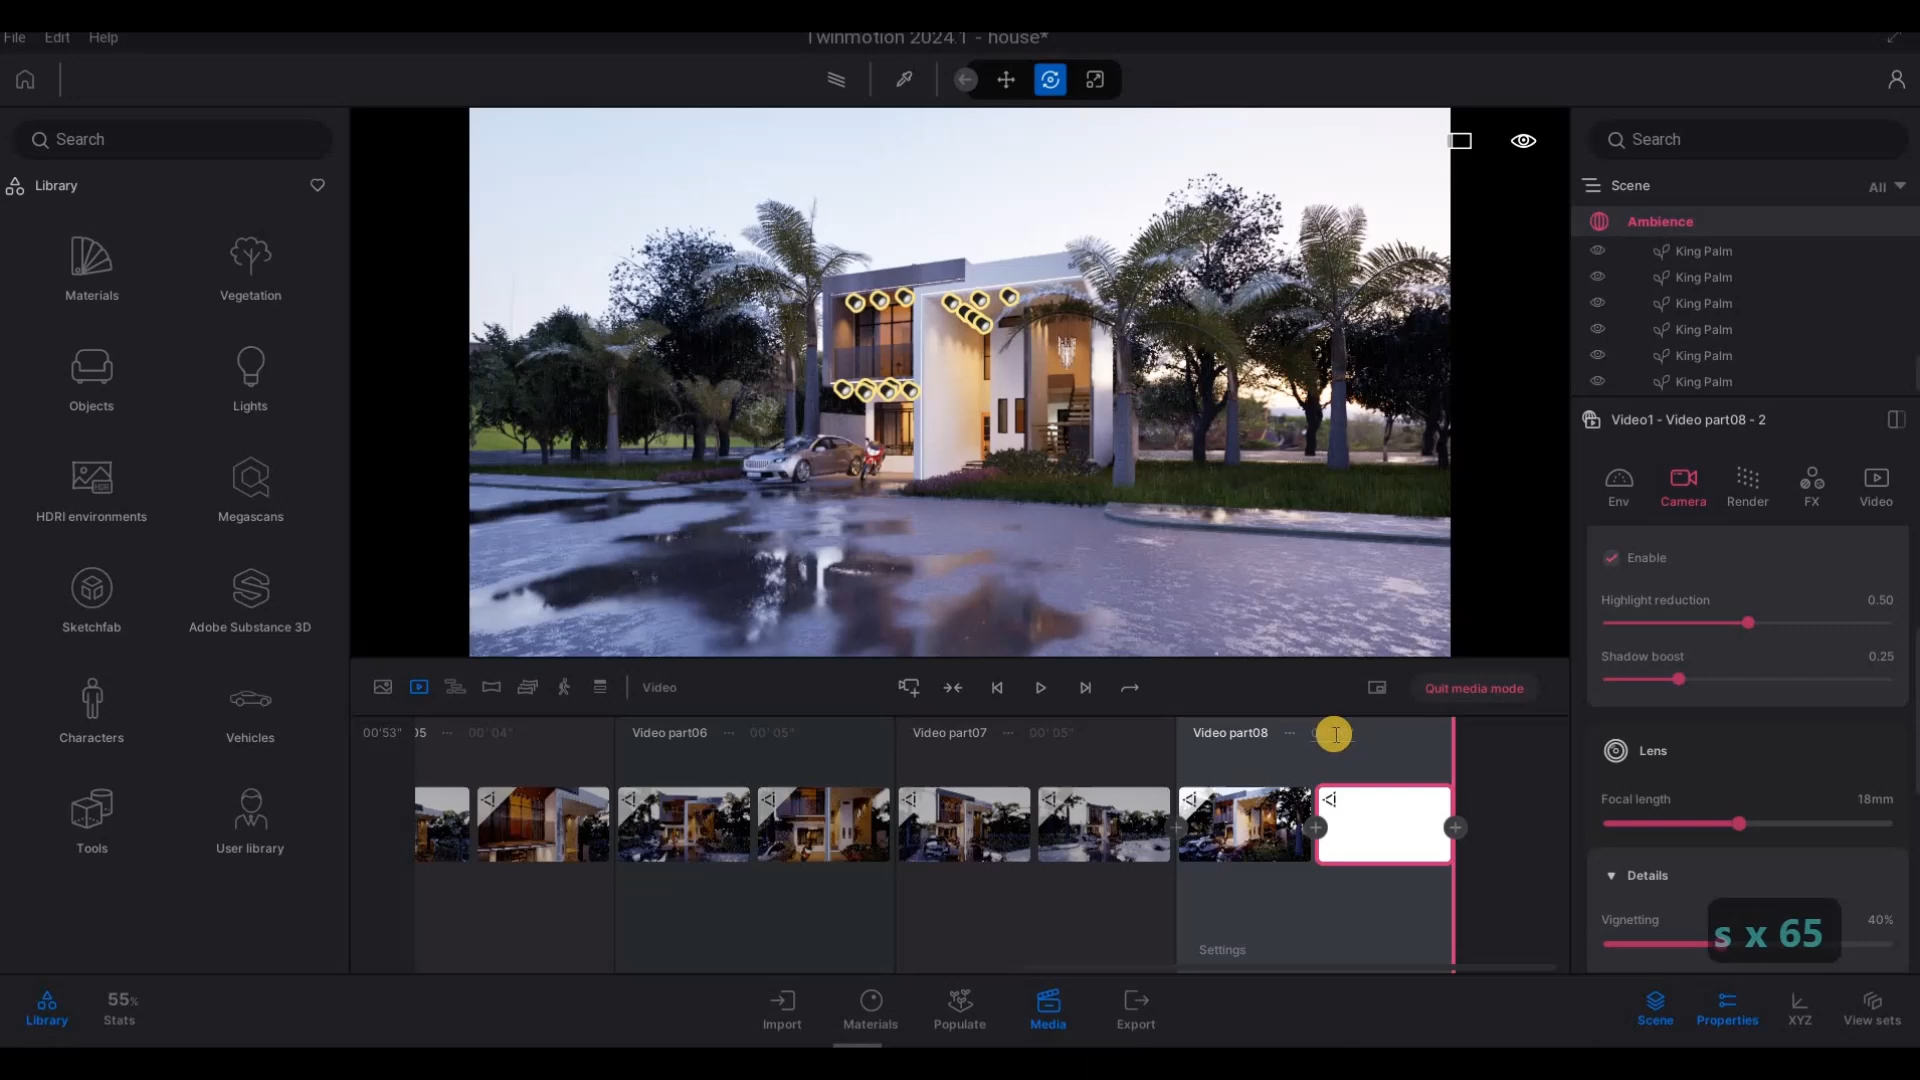 File Edit Help
Twinmotion 2024.1 - house*
Search
Library
Materials
Vegetation
Objects
Lights
HDRI environments
Megascans
Sketchfab
Adobe Substance 3D
Characters
Vehicles
Tools
User library
Search
Scene
All
Ambience
King Palm
King Palm
King Palm
King Palm
King Palm
King Palm
Video1 - Video part08 - 2
Env
Camera
Render
FX
Video
Enable
Highlight reduction 0.50
Shadow boost 0.25
Lens
Focal length 18mm
Details
Vignetting 40%
s x 65
Video
Quit media mode
00'53" 05 ... 00'04"
Video part06 ... 00'05"
Video part07 ... 00'05"
Video part08 ...
Settings
Library
55%
Stats
Import
Materials
Populate
Media
Export
Scene
Properties
XYZ
View sets